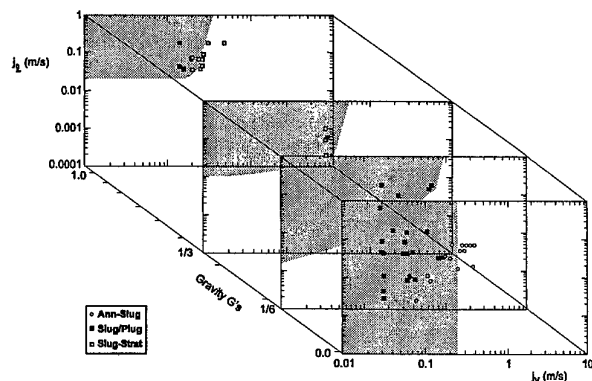 1
j_L (m/s)
0.1
0.01
0.001
0.0001
1.0
1/3
Gravity G's
1/6
0.0
Ann-Slug
Slug/Plug
Slug-Strat
0.01
0.1
1
10
j_V (m/s)